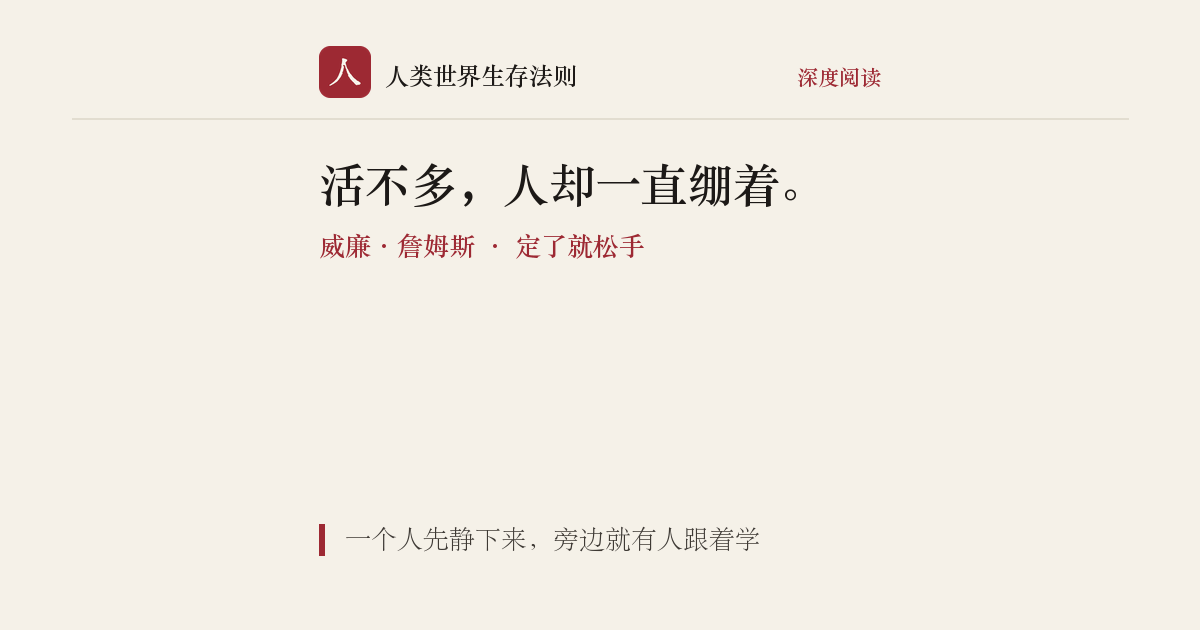 人
人类世界生存法则
深度阅读
活不多，人却一直绷着。
威廉·詹姆斯 · 定了就松手
一个人先静下来，旁边就有人跟着学